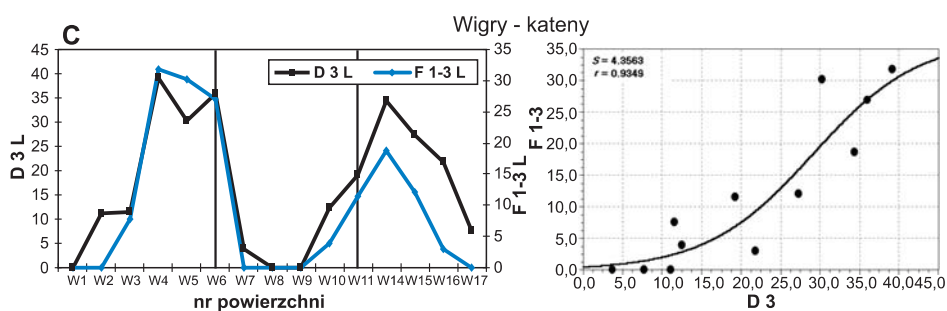 C
Wigry - kateny
D 3 L
F 1-3 L
45
40
35
30
25
20
15
10
5
0
D 3 L
35
30
25
20
15
10
5
0
F 1-3 L
W1 W2 W3 W4 W5 W6 W7 W8 W9 W10 W11 W14 W15 W16 W17
nr powierzchni
S = 4.3563
r = 0.9349
35,0
30,0
25,0
20,0
15,0
10,0
5,0
0,0
F 1-3
0,0 5,0 10,0 15,0 20,0 25,0 30,0 35,0 40,0 45,0
D 3